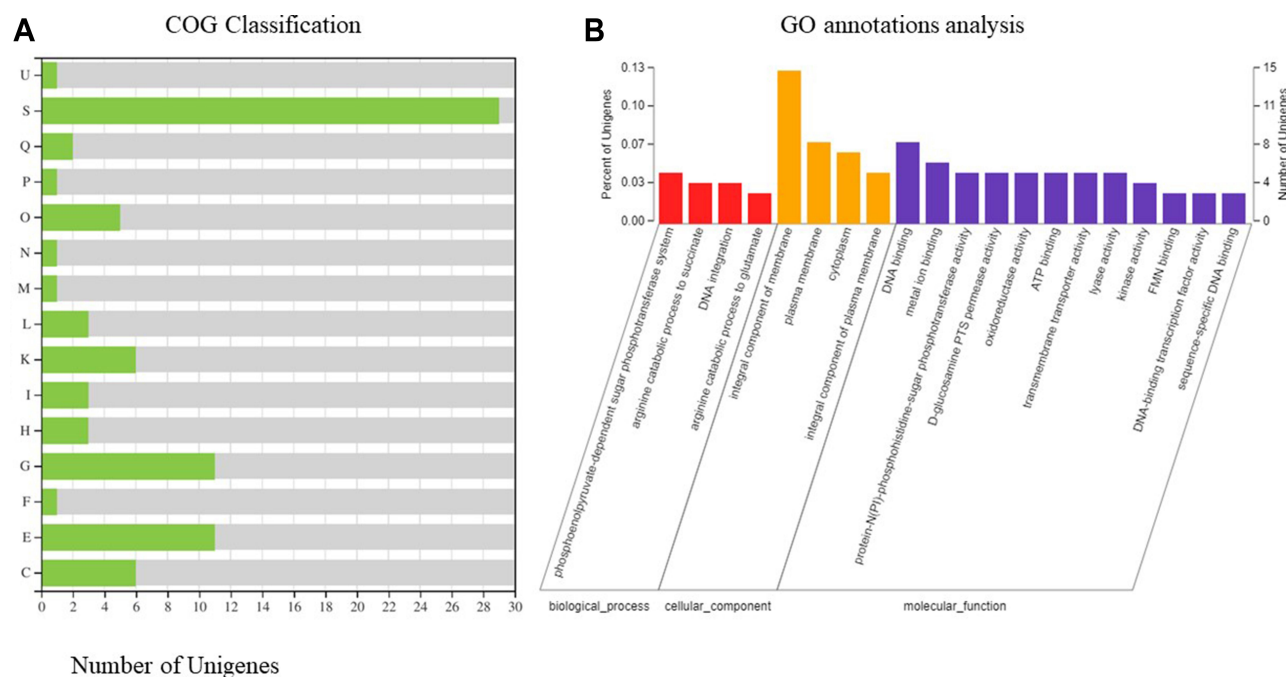 A
COG Classification
U
S
Q
P
O
N
M
L
K
I
H
G
F
E
C
0 2 4 6 8 10 12 14 16 18 20 22 24 26 28 30
Number of Unigenes
B
GO annotations analysis
Percent of Unigenes
0.13
0.10
0.07
0.03
0.00
15
11
8
4
0
Number of Unigenes
phosphoenolpyruvate-dependent sugar phosphotransferase system
arginine catabolic process to succinate
DNA integration
arginine catabolic process to glutamate
integral component of membrane
plasma membrane
cytoplasm
integral component of plasma membrane
DNA binding
metal ion binding
protein-N(PI)-phosphohistidine-sugar phosphotransferase activity
D-glucosamine PTS permease activity
oxidoreductase activity
ATP binding
transmembrane transporter activity
lyase activity
kinase activity
FMN binding
DNA-binding transcription factor activity
sequence-specific DNA binding
biological_process
cellular_component
molecular_function